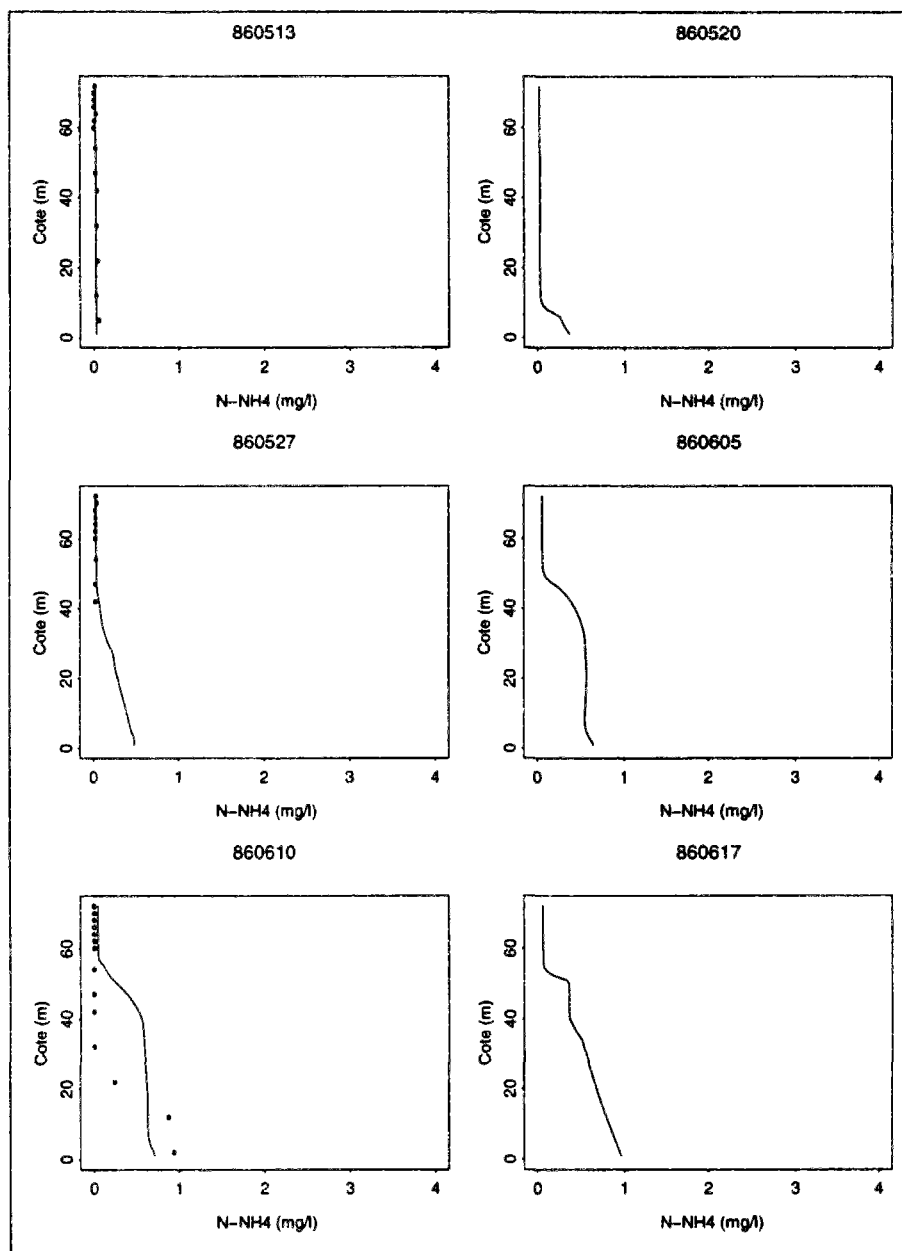 860513
860520
60
40
20
0
Cote (m)
0 1 2 3 4
N-NH4 (mg/l)
60
40
20
0
Cote (m)
0 1 2 3 4
N-NH4 (mg/l)
860527
860605
60
40
20
0
Cote (m)
0 1 2 3 4
N-NH4 (mg/l)
60
40
20
0
Cote (m)
0 1 2 3 4
N-NH4 (mg/l)
860610
860617
60
40
20
0
Cote (m)
0 1 2 3 4
N-NH4 (mg/l)
60
40
20
0
Cote (m)
0 1 2 3 4
N-NH4 (mg/l)